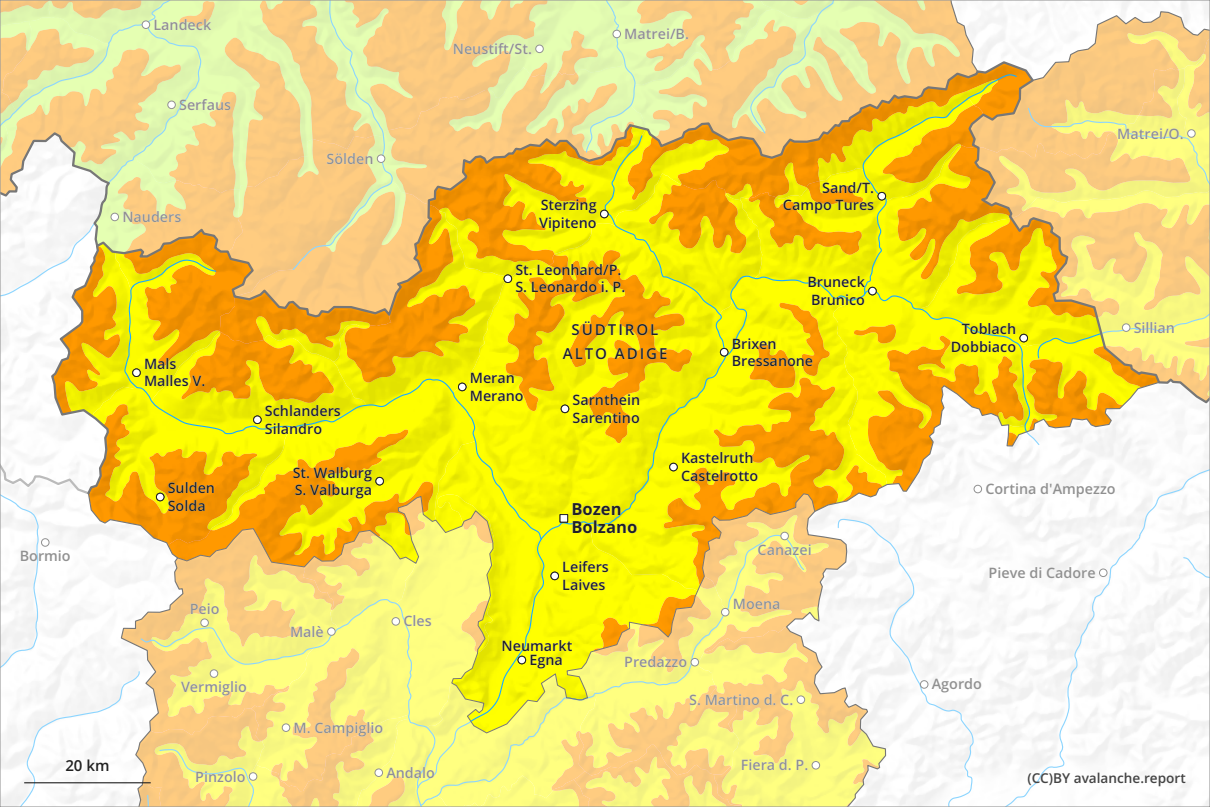 Landeck
Matrei/B.
Neustift/St.
Serfaus
Matrei/O.
Sölden
Sand/T.
Campo Tures
Sterzing
Vipiteno
Nauders
St. Leonhard/P.
S. Leonardo i. P.
Bruneck
Brunico
SÜDTIROL
ALTO ADIGE
Toblach
Dobbiaco
Sillian
Brixen
Bressanone
Mals
Malles V.
Meran
Merano
Sarnthein
Sarentino
Schlanders
Silandro
Kastelruth
Castelrotto
St. Walburg
S. Valburga
Sulden
Solda
Cortina d'Ampezzo
Bozen
Bolzano
Bormio
Canazei
Leifers
Laives
Pieve di Cadore
Peio
Moena
Cles
Malè
Neumarkt
Egna
Predazzo
Vermiglio
Agordo
S. Martino d. C.
M. Campiglio
20 km
Pinzolo
Andalo
Fiera d. P.
(CC)BY avalanche.report